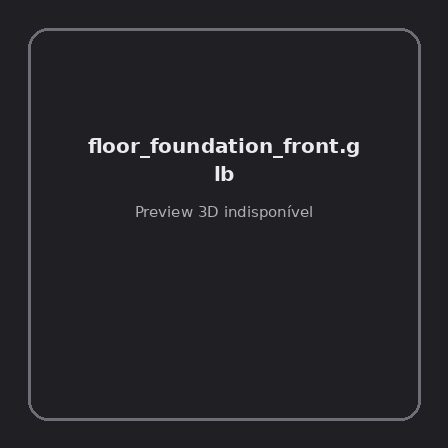 floor_foundation_front.g
lb
Preview 3D indisponível